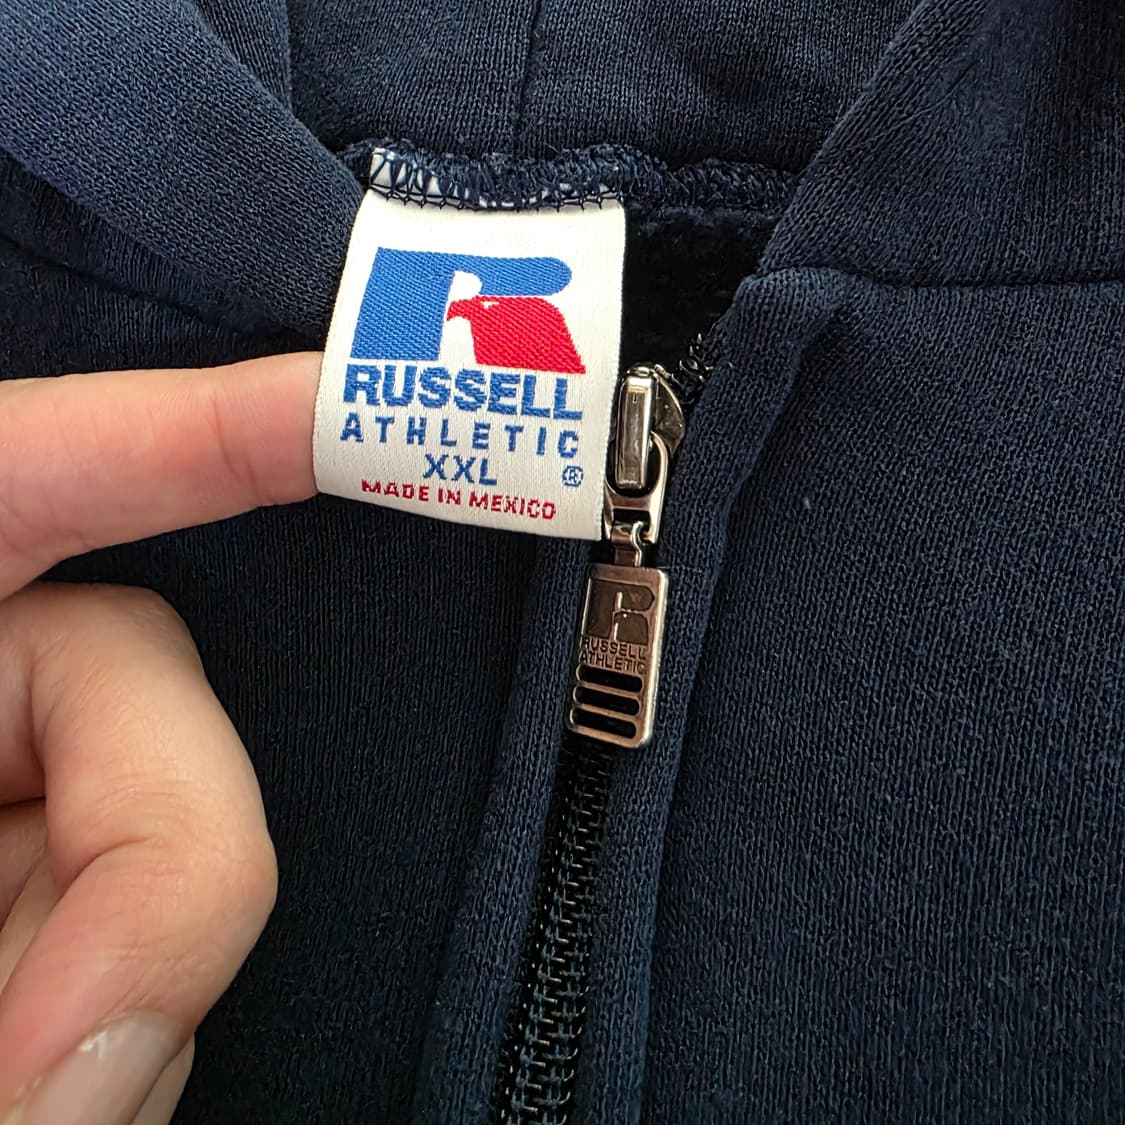 RUSSELL
ATHLETIC
XXL ®
MADE IN MEXICO
RUSSELL
ATHLETIC